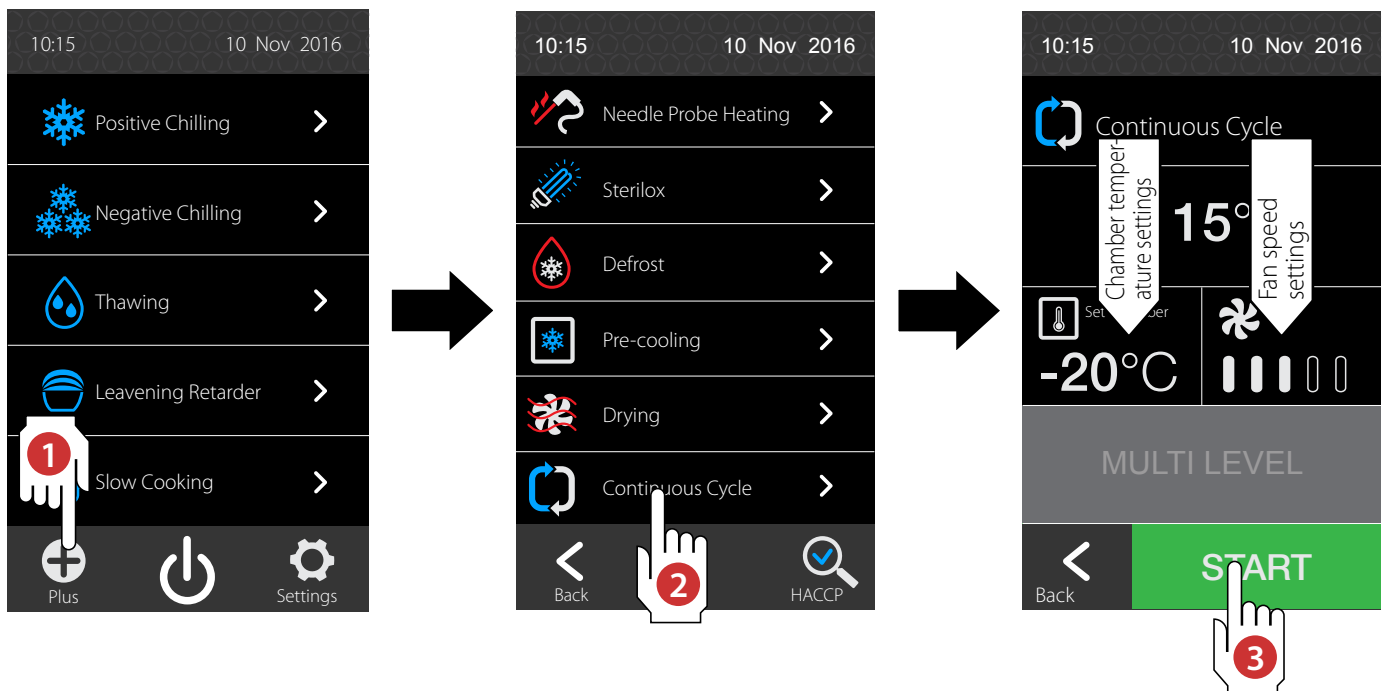 10:15 10 Nov 2016
Positive Chilling
Negative Chilling
Thawing
Leavening Retarder
1
Slow Cooking
Plus
Settings
10:15 10 Nov 2016
Needle Probe Heating
Sterilox
Defrost
Pre-cooling
Drying
Continuous Cycle
2
Back
HACCP
10:15 10 Nov 2016
Continuous Cycle
Chamber temper-
ature settings
Fan speed
settings
15°
Set
-20°C
MULTI LEVEL
Back
START
3